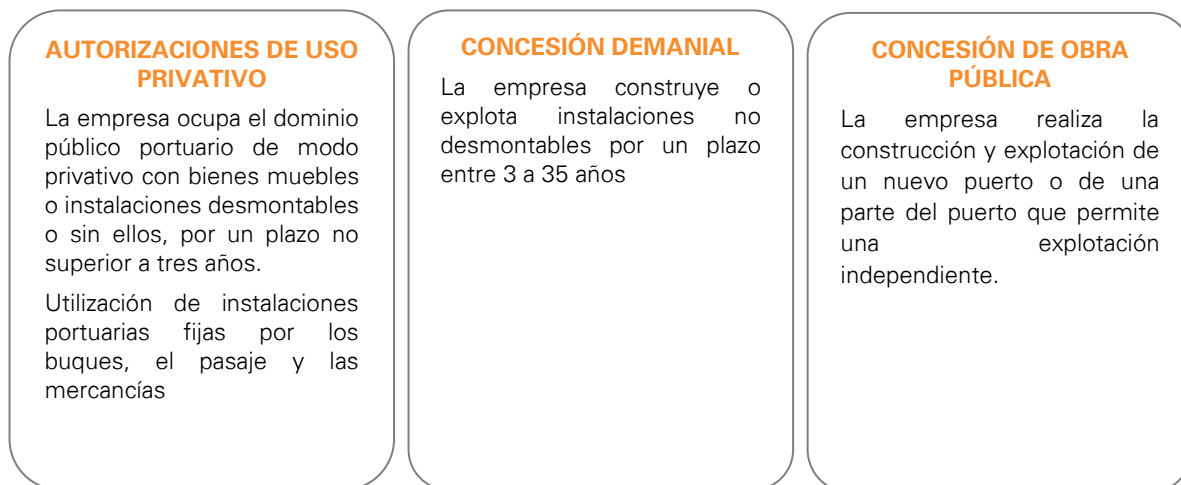 AUTORIZACIONES DE USO
PRIVATIVO
La empresa ocupa el dominio
público portuario de modo
privativo con bienes muebles
o instalaciones desmontables
o sin ellos, por un plazo no
superior a tres años.
Utilización de instalaciones
portuarias fijas por los
buques, el pasaje y las
mercancías
CONCESIÓN DEMANIAL
La empresa construye o
explota instalaciones no
desmontables por un plazo
entre 3 a 35 años
CONCESIÓN DE OBRA
PÚBLICA
La empresa realiza la
construcción y explotación de
un nuevo puerto o de una
parte del puerto que permite
una explotación
independiente.